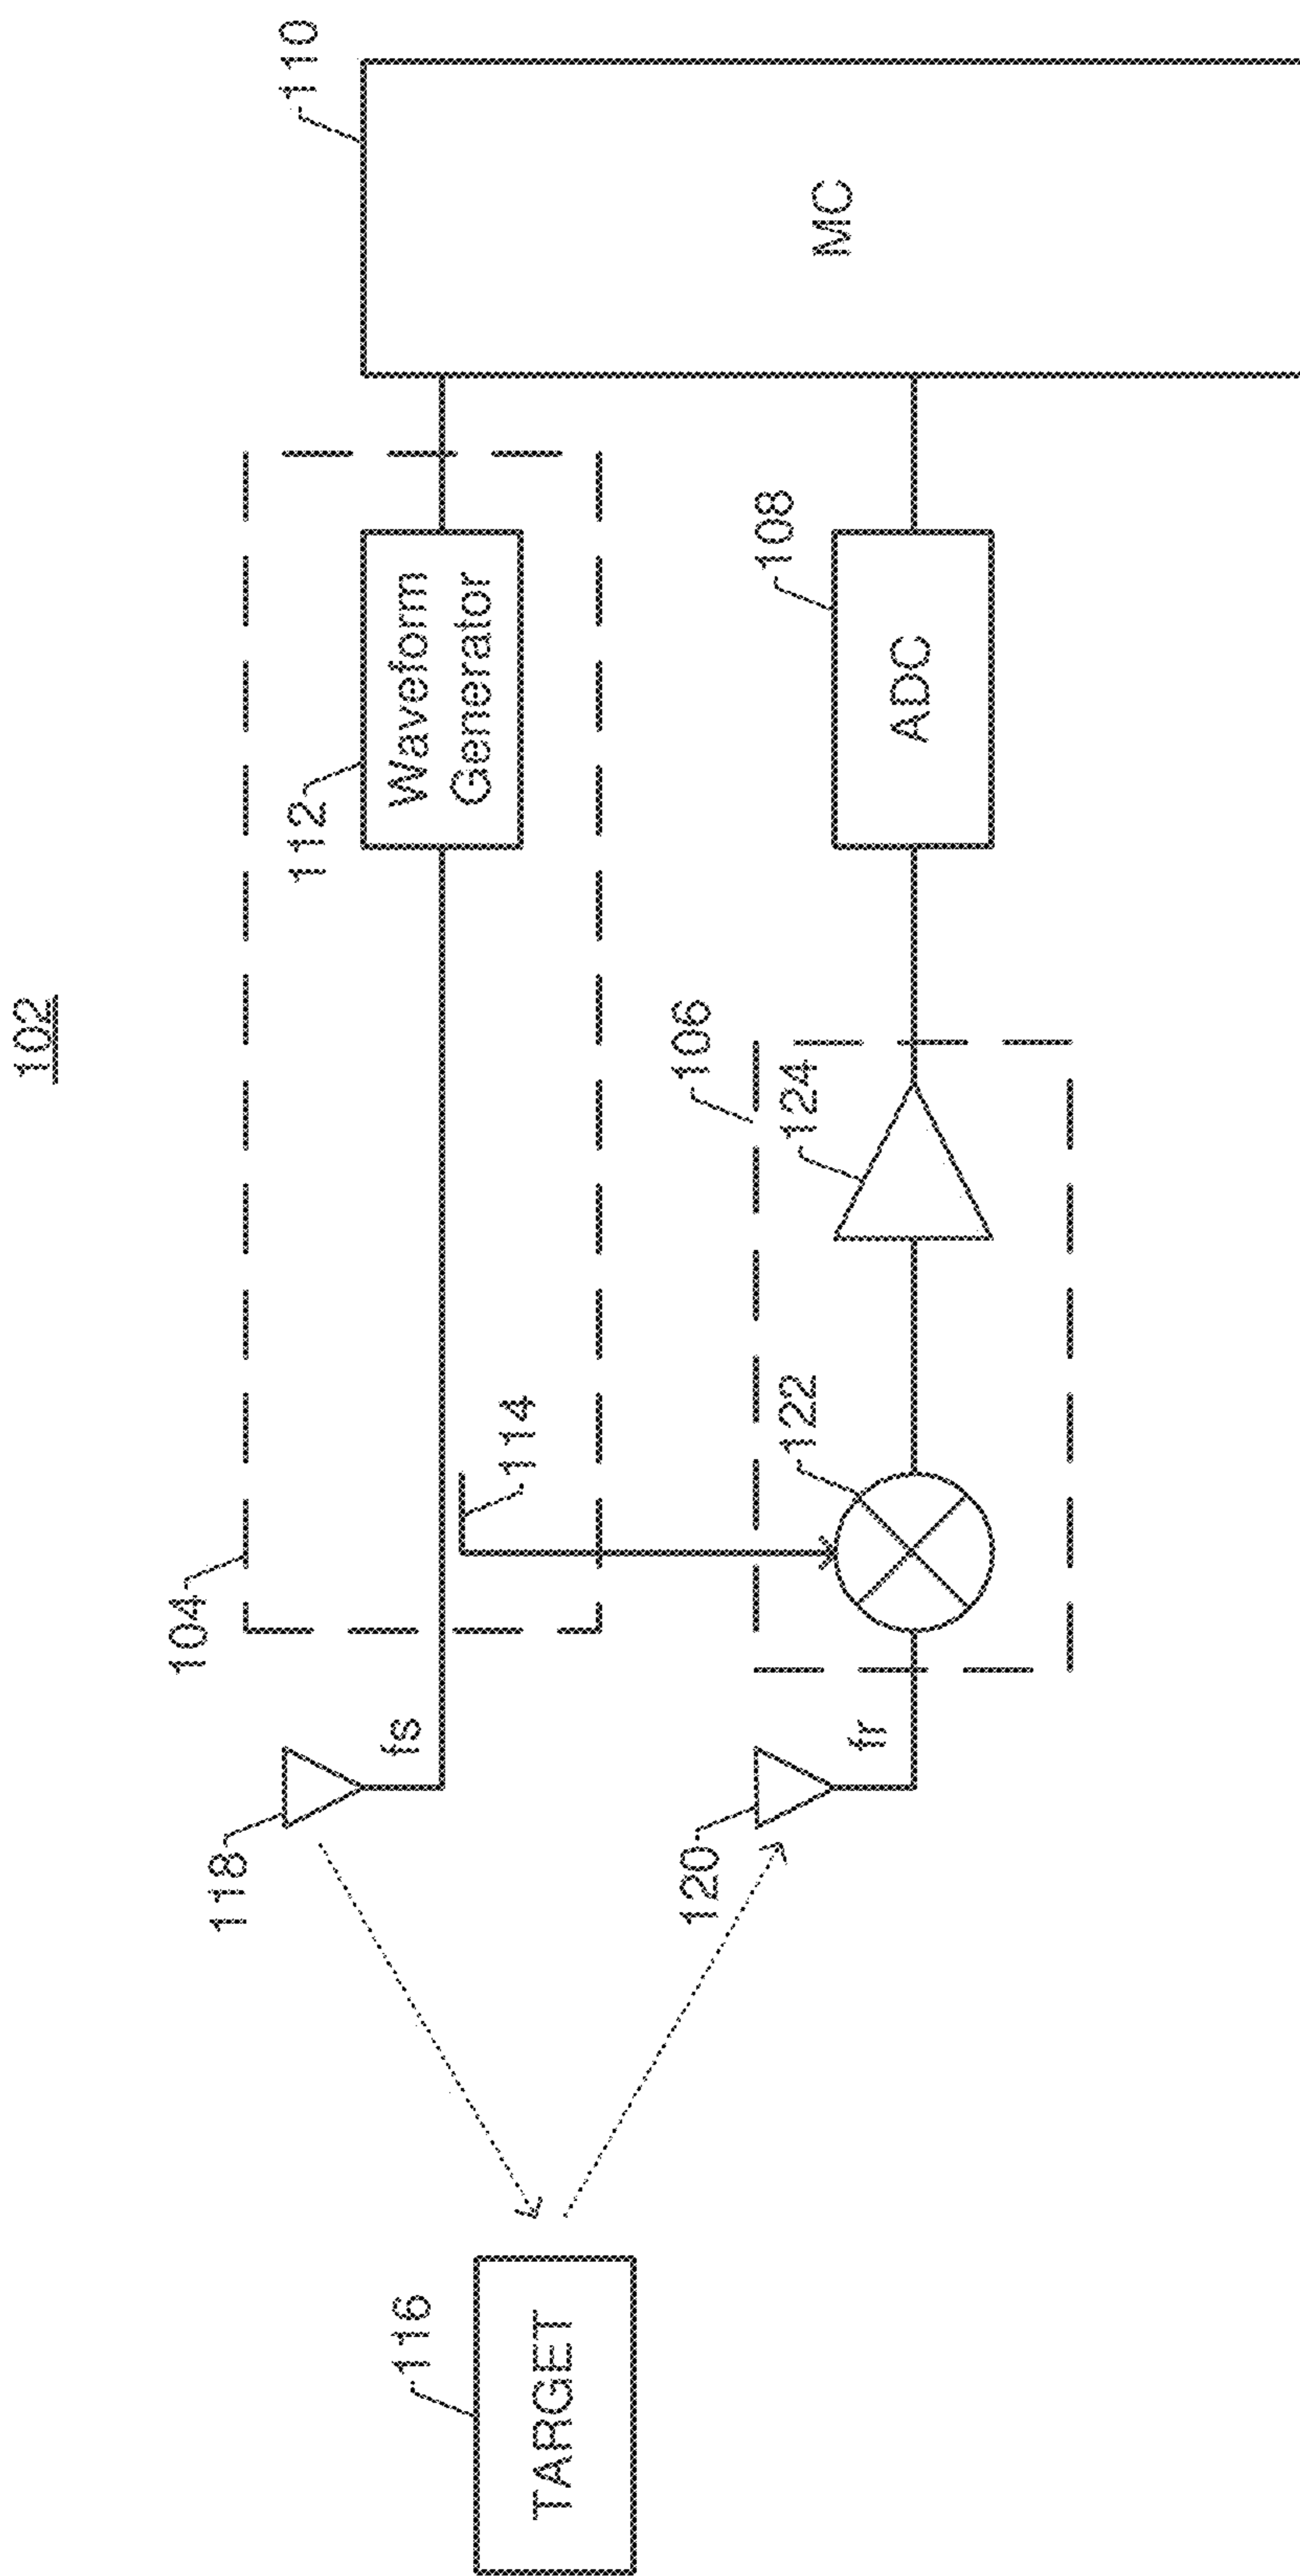 102
104
118
fs
114
112
Waveform
Generator
110
MC
116
TARGET
120
fr
122
124
106
108
ADC